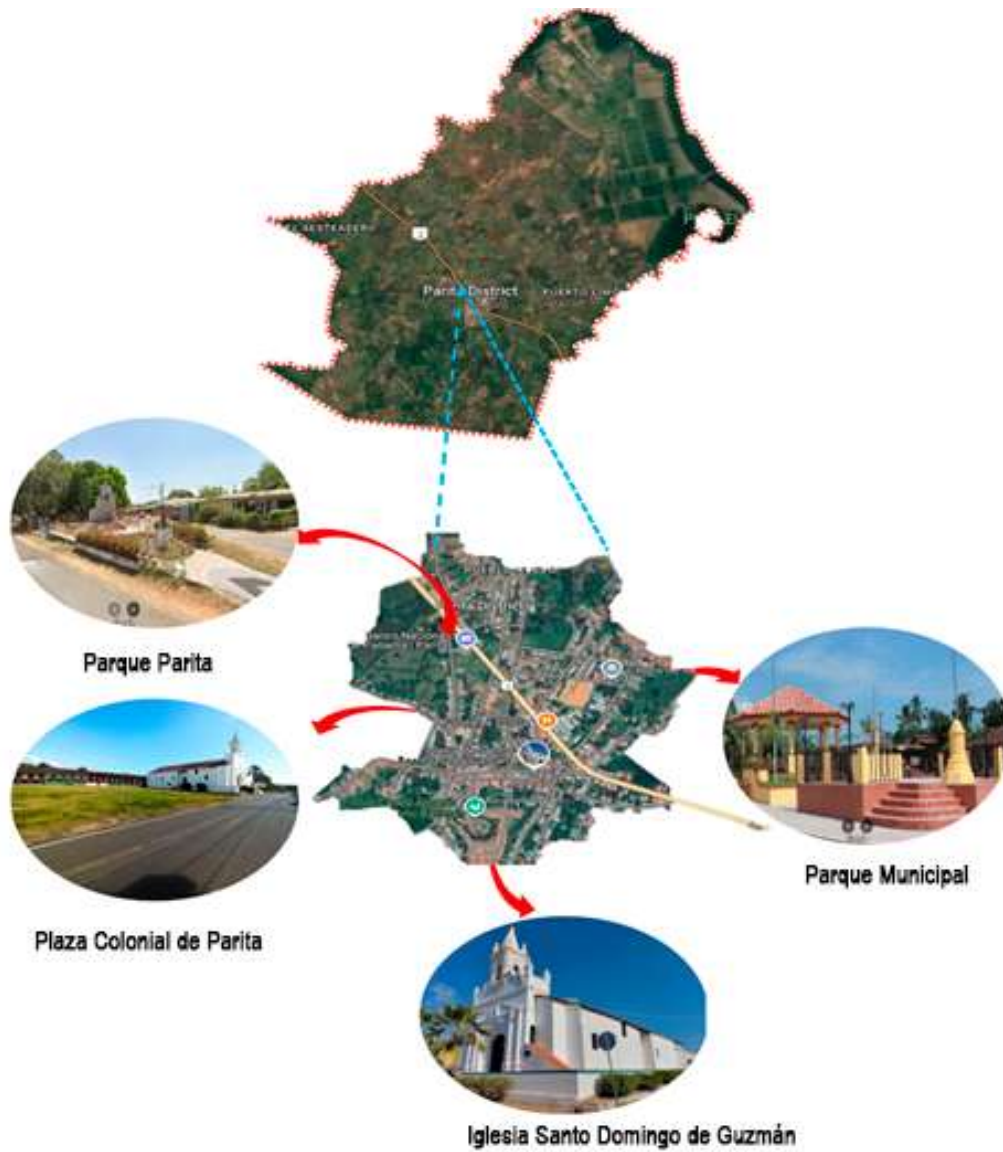 Parita District
Parque Parita
Plaza Colonial de Parita
Parque Municipal
Iglesia Santo Domingo de Guzmán